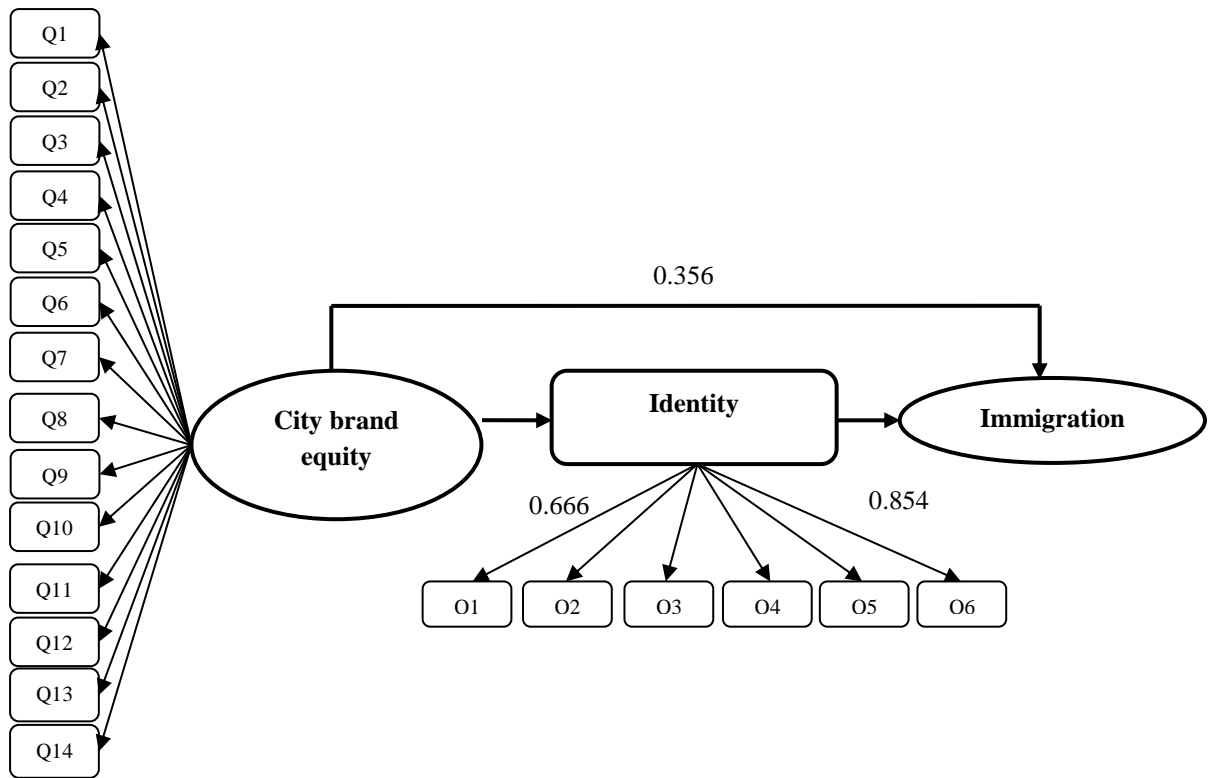 Q1
Q2
Q3
Q4
Q5
Q6
Q7
Q8
Q9
Q10
Q11
Q12
Q13
Q14
0.356
City brand
equity
Identity
Immigration
0.666
0.854
O1
O2
O3
O4
O5
O6